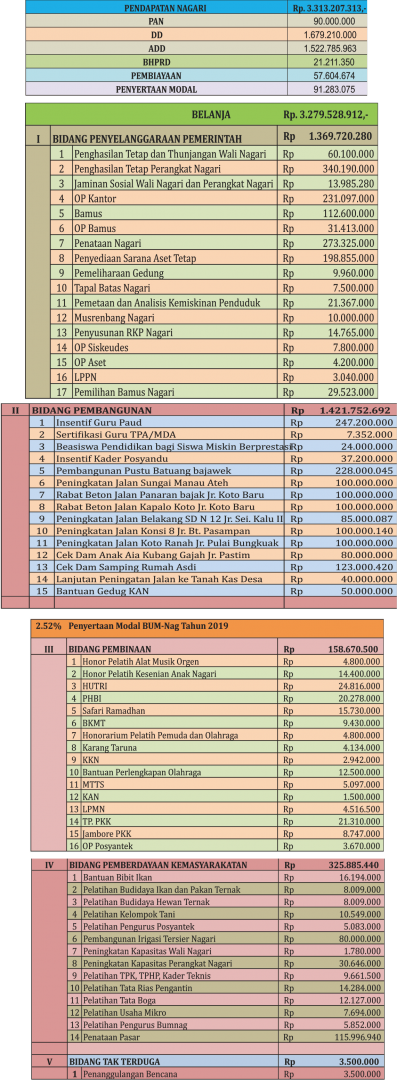 PENDAPATAN NAGARI Rp. 3.313.207.313,-
PAN 90.000.000
DD 1.679.210.000
ADD 1.522.785.963
BHPRD 21.211.350
PEMBIAYAAN 57.604.674
PENYERTAAN MODAL 91.283.075
BELANJA Rp. 3.279.528.912,-
I BIDANG PENYELANGGARAAN PEMERINTAH Rp 1.369.720.280
1 Penghasilan Tetap dan Thunjangan Wali Nagari Rp 60.100.000
2 Penghasilan Tetap Perangkat Nagari Rp 340.190.000
3 Jaminan Sosial Wali Nagari dan Perangkat Nagari Rp 13.985.280
4 OP Kantor Rp 231.097.000
5 Bamus Rp 112.600.000
6 OP Bamus Rp 31.413.000
7 Penataan Nagari Rp 273.325.000
8 Penyediaan Sarana Aset Tetap Rp 198.855.000
9 Pemeliharaan Gedung Rp 9.960.000
10 Tapal Batas Nagari Rp 7.500.000
11 Pemetaan dan Analisis Kemiskinan Penduduk Rp 21.367.000
12 Musrenbang Nagari Rp 10.000.000
13 Penyusunan RKP Nagari Rp 14.765.000
14 OP Siskeudes Rp 7.800.000
15 OP Aset Rp 4.200.000
16 LPPN Rp 3.040.000
17 Pemilihan Bamus Nagari Rp 29.523.000
II BIDANG PEMBANGUNAN Rp 1.421.752.692
1 Insentif Guru Paud Rp 247.200.000
2 Sertifikasi Guru TPA/MDA Rp 7.352.000
3 Beasiswa Pendidikan bagi Siswa Miskin Berprestasi Rp 24.000.000
4 Insentif Kader Posyandu Rp 37.200.000
5 Pembangunan Pustu Batuang bajawek Rp 228.000.045
6 Peningkatan Jalan Sungai Manau Ateh Rp 100.000.000
7 Rabat Beton Jalan Panaran bajak Jr. Koto Baru Rp 100.000.000
8 Rabat Beton Jalan Kapalo Koto Jr. Koto Baru Rp 100.000.000
9 Peningkatan Jalan Belakang SD N 12 Jr. Sei. Kalu II Rp 85.000.087
10 Peningkatan Jalan Konsi 8 Jr. Bt. Pasampan Rp 100.000.140
11 Peningkatan Jalan Koto Ranah Jr. Pulai Bungkuak Rp 100.000.000
12 Cek Dam Anak Aia Kubang Gajah Jr. Pastim Rp 80.000.000
13 Cek Dam Samping Rumah Asdi Rp 123.000.420
14 Lanjutan Peningatan Jalan ke Tanah Kas Desa Rp 40.000.000
15 Bantuan Gedug KAN Rp 50.000.000
2.52% Penyertaan Modal BUM-Nag Tahun 2019
III BIDANG PEMBINAAN Rp 158.670.500
1 Honor Pelatih Alat Musik Orgen Rp 4.800.000
2 Honor Pelatih Kesenian Anak Nagari Rp 14.400.000
3 HUTRI Rp 24.816.000
4 PHBI Rp 20.278.000
5 Safari Ramadhan Rp 15.730.000
6 BKMT Rp 9.430.000
7 Honorarium Pelatih Pemuda dan Olahraga Rp 4.800.000
8 Karang Taruna Rp 4.134.000
9 KKN Rp 2.942.000
10 Bantuan Perlengkapan Olahraga Rp 12.500.000
11 MTTS Rp 5.097.000
12 KAN Rp 1.500.000
13 LPMN Rp 4.516.500
14 TP. PKK Rp 21.310.000
15 Jambore PKK Rp 8.747.000
16 OP Posyantek Rp 3.670.000
IV BIDANG PEMBERDAYAAN KEMASYARAKATAN Rp 325.885.440
1 Bantuan Bibit Ikan Rp 16.194.000
2 Pelatihan Budidaya Ikan dan Pakan Ternak Rp 8.009.000
3 Pelatihan Budidaya Hewan Ternak Rp 8.009.000
4 Pelatihan Kelompok Tani Rp 10.549.000
5 Pelatihan Pengurus Posyantek Rp 5.083.000
6 Pembangunan Irigasi Tersier Nagari Rp 80.000.000
7 Peningkatan Kapasitas Wali Nagari Rp 1.780.000
8 Peningkatan Kapasitas Perangkat Nagari Rp 30.646.000
9 Pelatihan TPK, TPHP, Kader Teknis Rp 9.661.500
10 Pelatihan Tata Rias Pengantin Rp 14.284.000
11 Pelatihan Tata Boga Rp 12.127.000
12 Pelatihan Usaha Mikro Rp 7.694.000
13 Pelatihan Pengurus Bumnag Rp 5.852.000
14 Penataan Pasar Rp 115.996.940
V BIDANG TAK TERDUGA Rp 3.500.000
1 Penanggulangan Bencana Rp 3.500.000